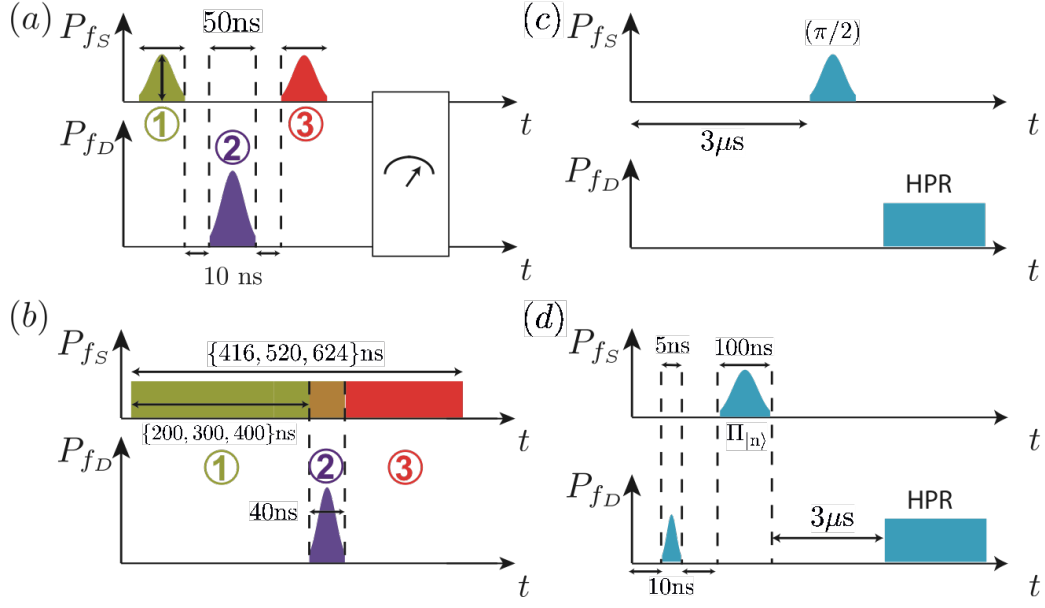 (a)
P_{f_S}
50ns
1
3
t
P_{f_D}
2
10 ns
t
(b)
P_{f_S}
{416, 520, 624}ns
{200, 300, 400}ns
t
P_{f_D}
1
2
3
40ns
t
(c)
P_{f_S}
(π/2)
t
3μs
P_{f_D}
HPR
t
(d)
P_{f_S}
5ns
100ns
t
Π_{|n⟩}
P_{f_D}
3μs
HPR
10ns
t